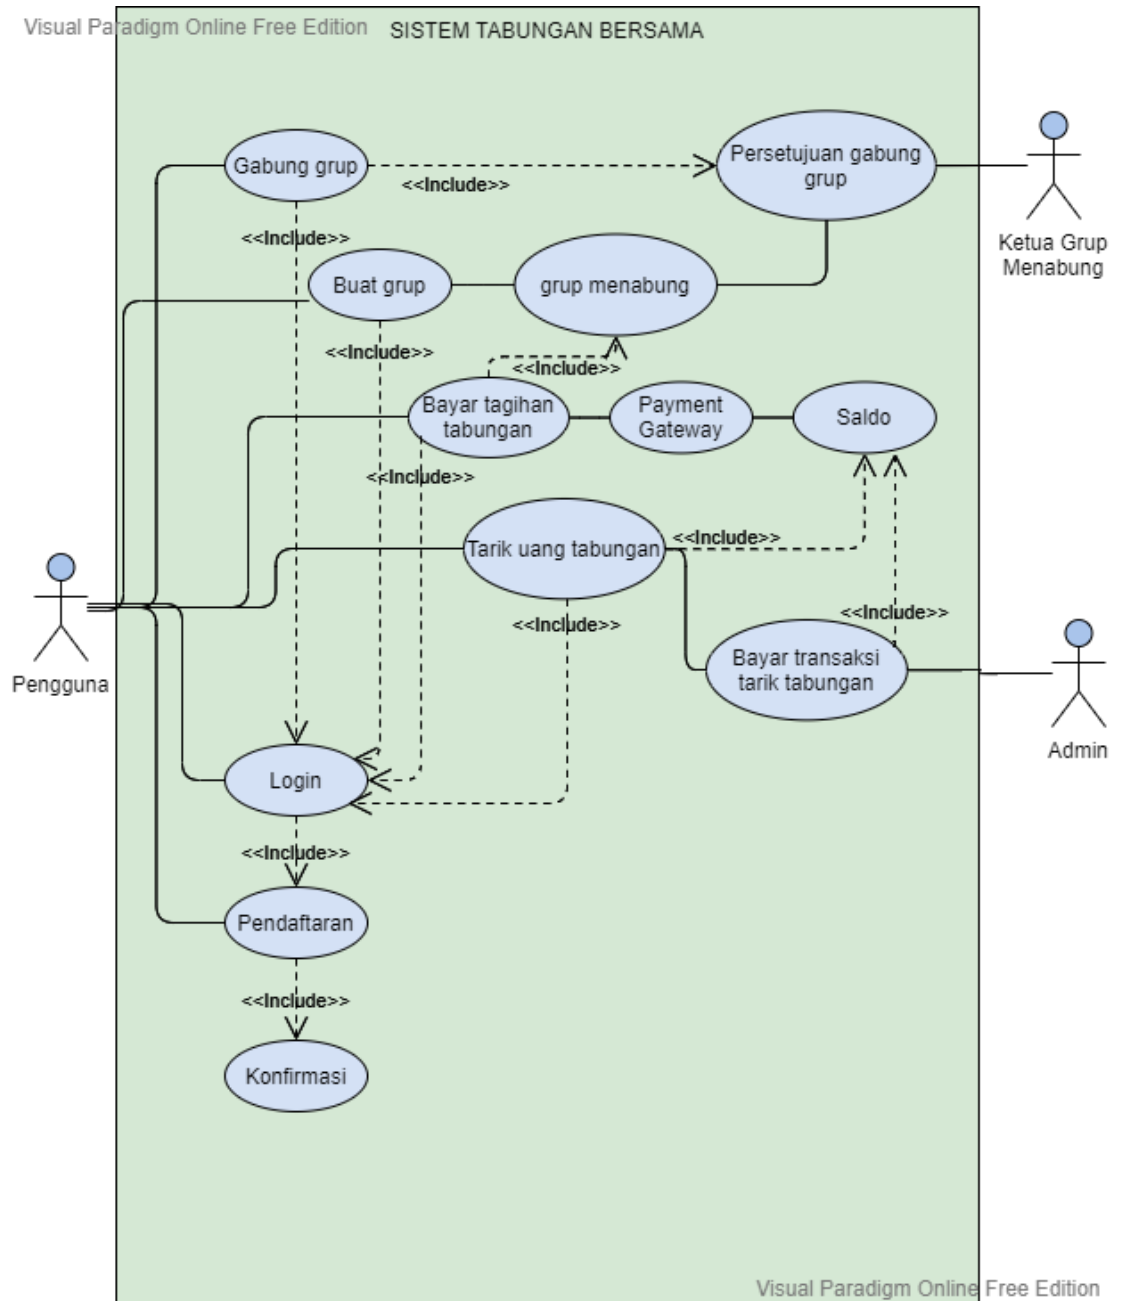 Visual Paradigm Online Free Edition
SISTEM TABUNGAN BERSAMA
Gabung grup
<<Include>>
Persetujuan gabung
grup
Ketua Grup
Menabung
<<Include>>
Buat grup
grup menabung
<<Include>>
<<Include>>
Bayar tagihan
tabungan
Payment
Gateway
Saldo
<<Include>>
Tarik uang tabungan
<<Include>>
<<Include>>
<<Include>>
Bayar transaksi
tarik tabungan
Pengguna
Admin
Login
<<Include>>
Pendaftaran
<<Include>>
Konfirmasi
Visual Paradigm Online Free Edition